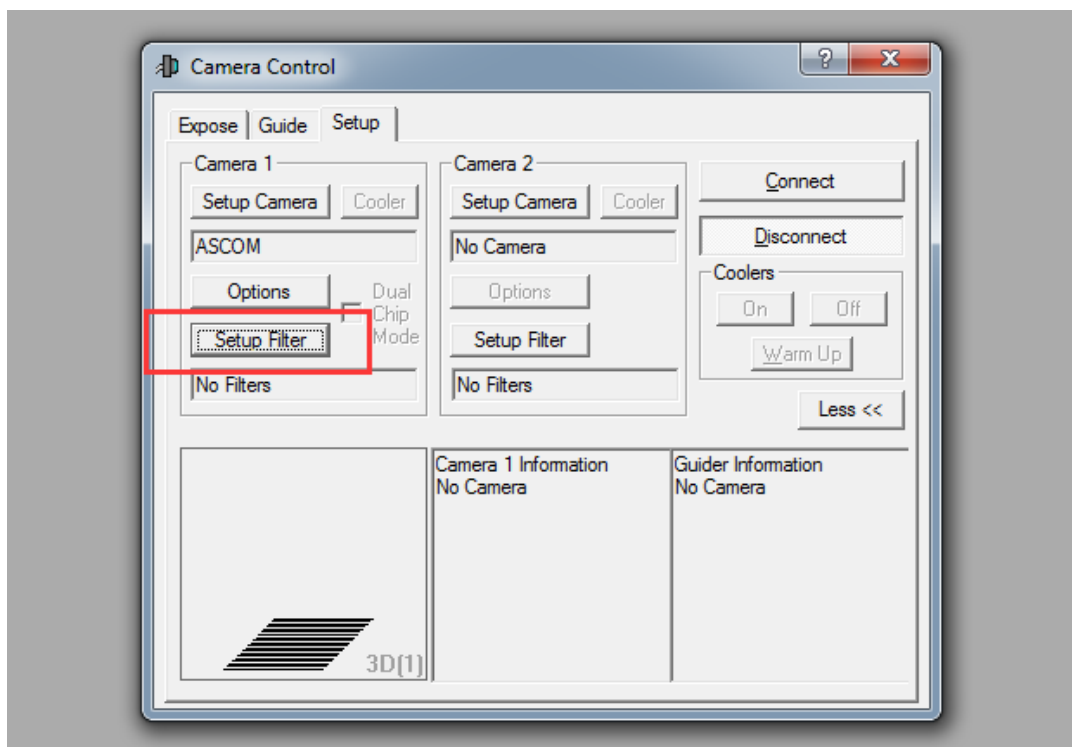 Camera Control
?
X
Expose
Guide
Setup
Camera 1
Setup Camera
Cooler
ASCOM
Options
Dual
Chip
Mode
Setup Filter
No Filters
Camera 2
Setup Camera
Cooler
No Camera
Options
Setup Filter
No Filters
Connect
Disconnect
Coolers
On
Off
Warm Up
Less <<
3D(1)
Camera 1 Information
No Camera
Guider Information
No Camera